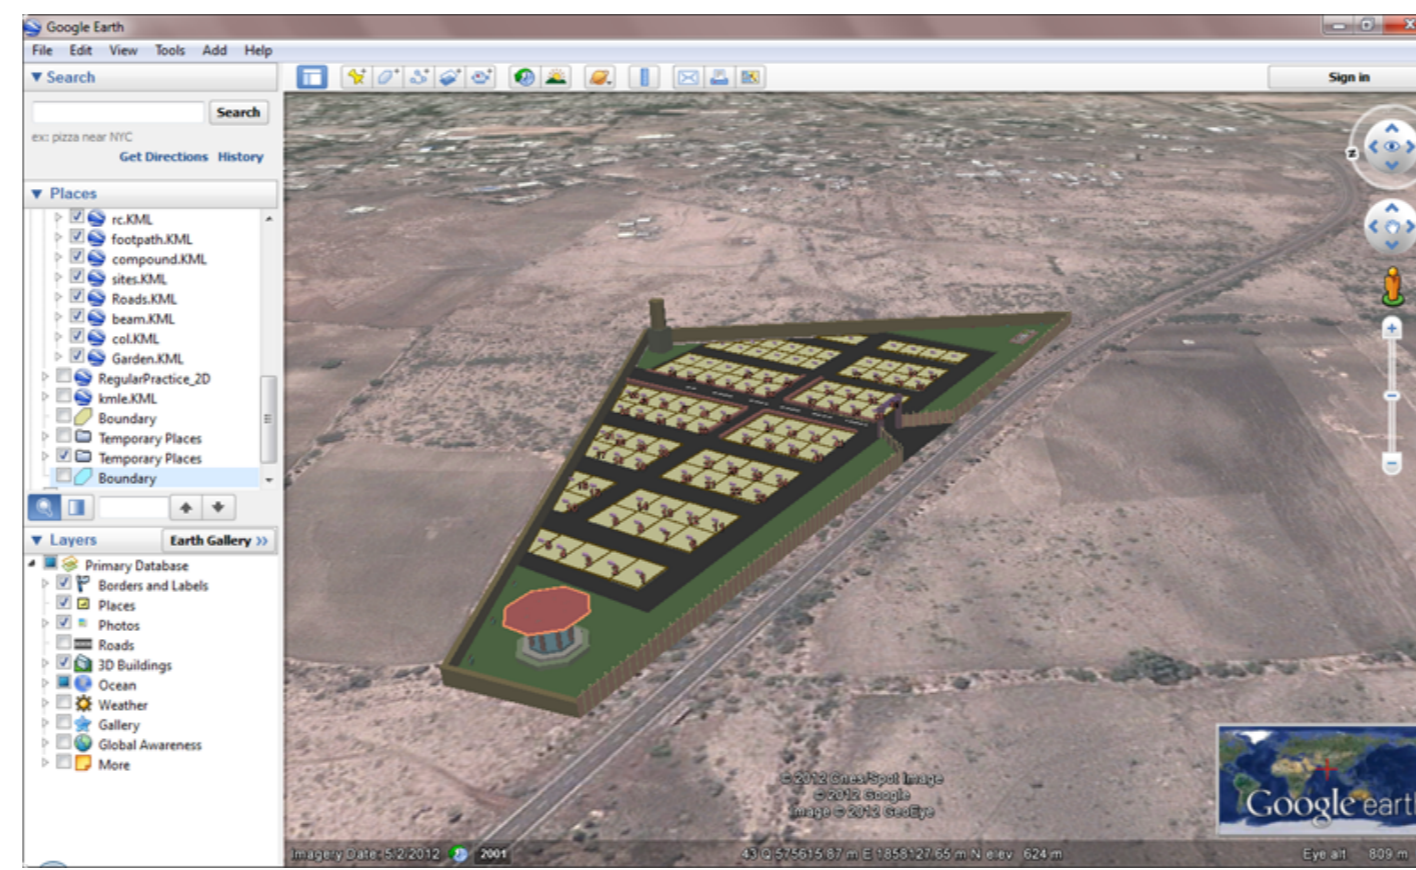 Google Earth
File Edit View Tools Add Help
Search
Sign in
Search
ex: pizza near NYC
Get Directions History
Places
rc.KML
footpath.KML
compound.KML
sites.KML
Roads.KML
beam.KML
col.KML
Garden.KML
RegularPractice_2D
kmle.KML
Boundary
Temporary Places
Temporary Places
Boundary
Layers Earth Gallery >>
Primary Database
Borders and Labels
Places
Photos
Roads
3D Buildings
Ocean
Weather
Gallery
Global Awareness
More
© 2012 Cnes/Spot Image
© 2012 Google
Image © 2012 GeoEye
Google earth
Imagery Date: 5/2/2012 2001 43 Q 575615.87 m E 1858127.65 m N elev 624 m Eye alt 809 m